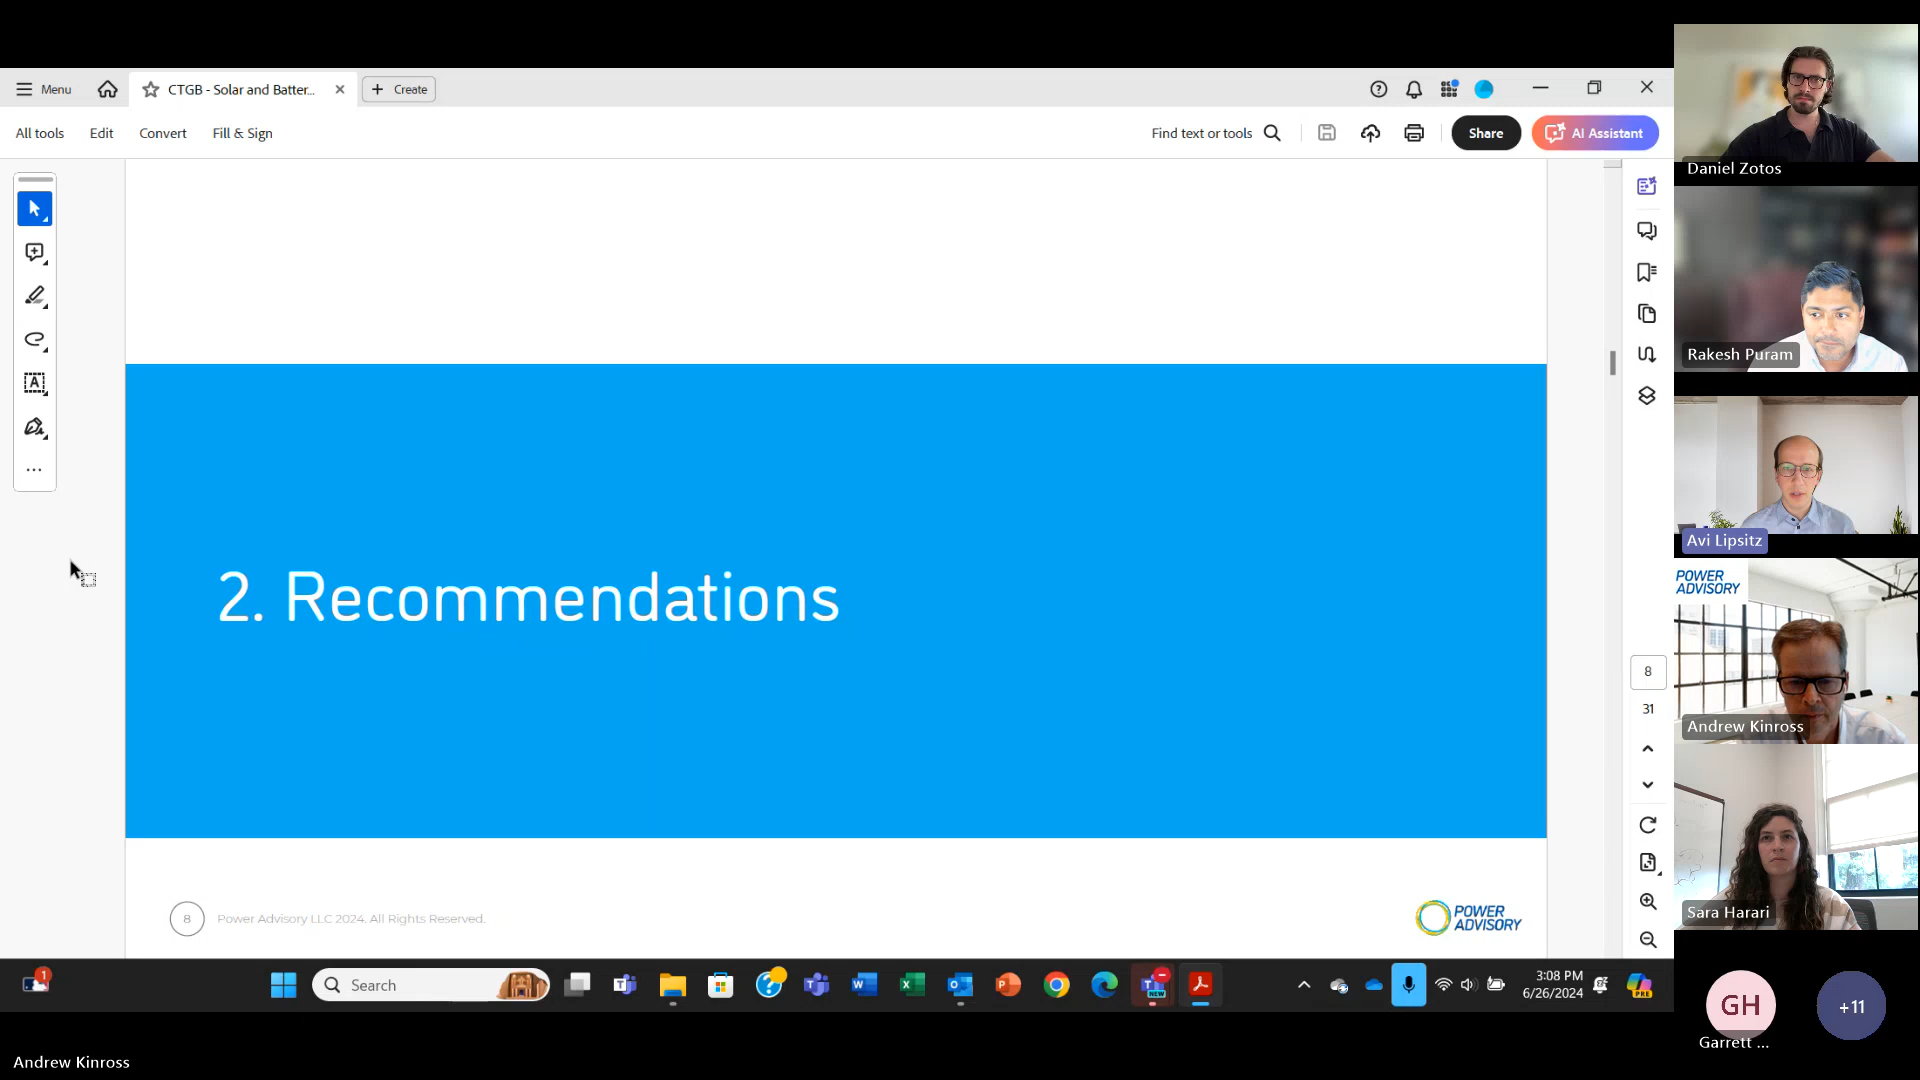 Menu
CTGB - Solar and Batter...
Create
All tools
Edit
Convert
Fill & Sign
Find text or tools
Share
AI Assistant
2. Recommendations
8
Power Advisory LLC 2024. All Rights Reserved.
POWER
ADVISORY
8
31
1
Search
NEW
3:08 PM
6/26/2024
PRE
Daniel Zotos
Rakesh Puram
Avi Lipsitz
POWER
ADVISORY
Andrew Kinross
Sara Harari
GH
+11
Garrett ...
Andrew Kinross